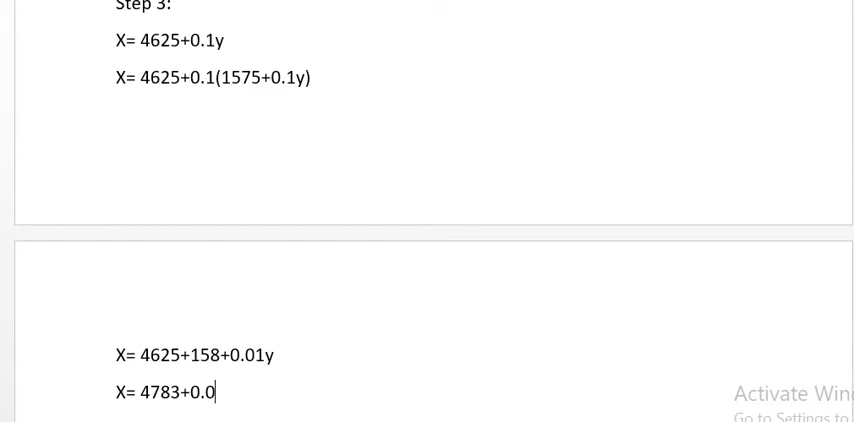 Step 3:
X= 4625+0.1y
X= 4625+0.1(1575+0.1y)
X= 4625+158+0.01y
X= 4783+0.0
Activate Win
Go to Settings to